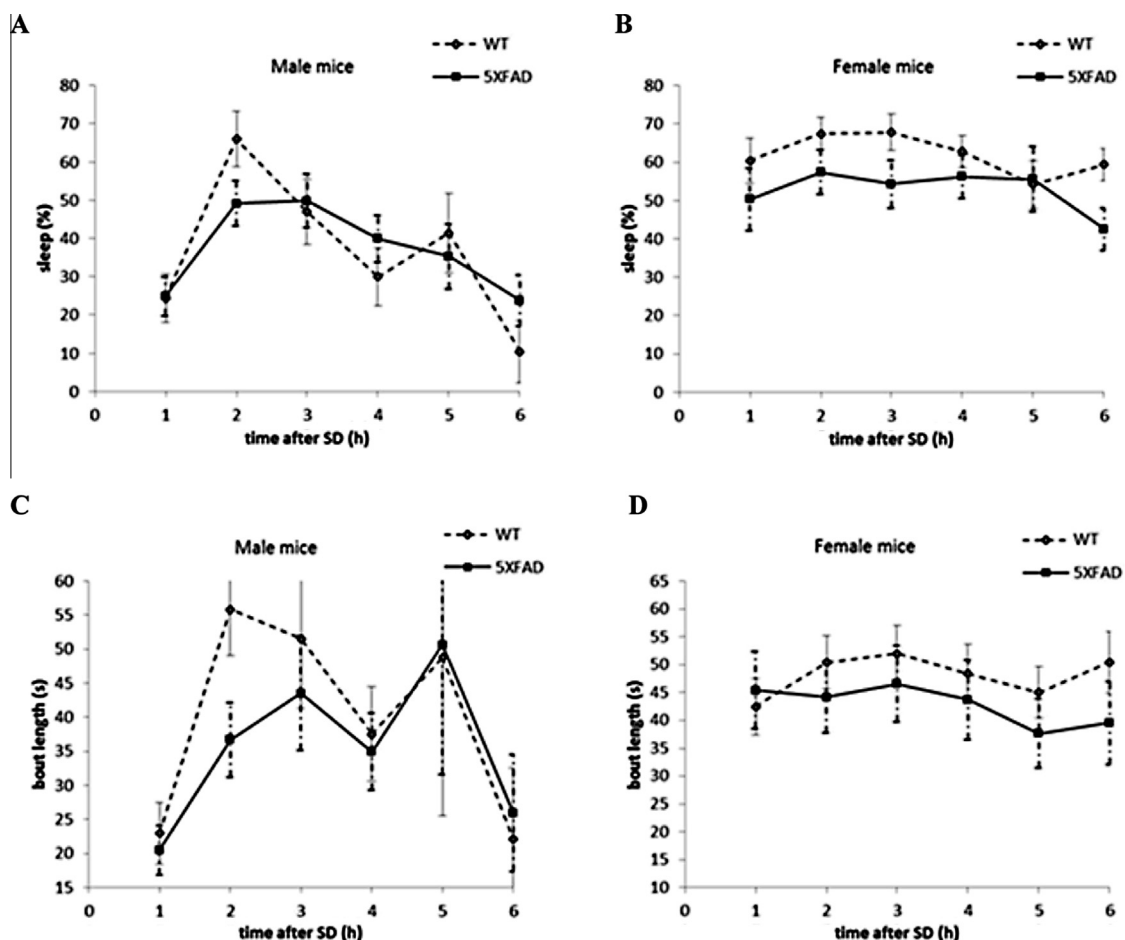 A
WT
Male mice
5XFAD
80
70
60
50
40
30
20
10
0
sleep (%)
0 1 2 3 4 5 6
time after SD (h)
B
WT
Female mice
5XFAD
80
70
60
50
40
30
20
10
0
sleep (%)
0 1 2 3 4 5 6
time after SD (h)
C
WT
Male mice
5XFAD
60
55
50
45
40
35
30
25
20
15
bout length (s)
0 1 2 3 4 5 6
time after SD (h)
D
WT
Female mice
5XFAD
65
60
55
50
45
40
35
30
25
20
15
10
bout length (s)
0 1 2 3 4 5 6
time after SD (h)